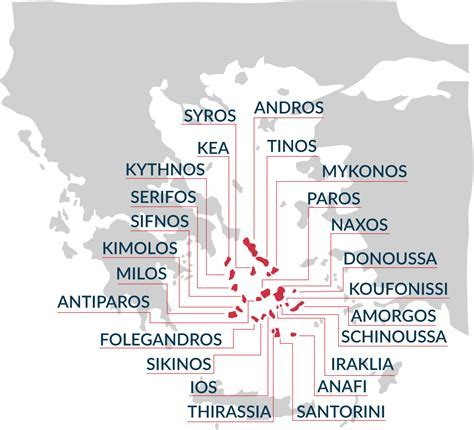 ANDROS
SYROS
KEA
TINOS
KYTHNOS
MYKONOS
SERIFOS
PAROS
SIFNOS
NAXOS
KIMOLOS
DONOUSSA
MILOS
KOUFONISSI
ANTIPAROS
AMORGOS
FOLEGANDROS
SCHINOUSSA
SIKINOS
IRAKLIA
IOS
ANAFI
THIRASSIA
SANTORINI